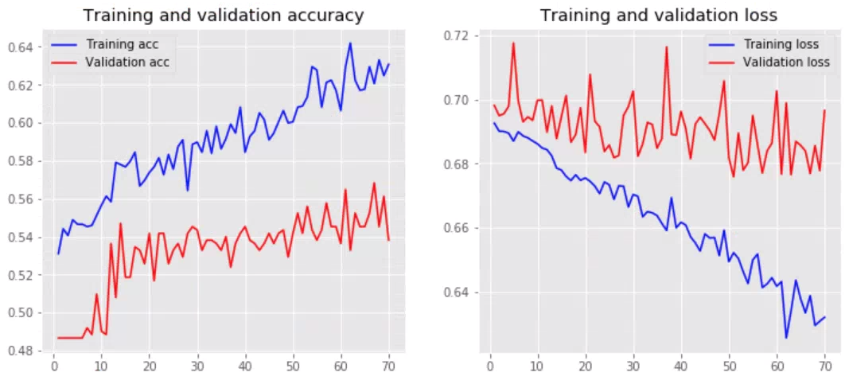 Training and validation accuracy
Training acc
Validation acc
0.64
0.62
0.60
0.58
0.56
0.54
0.52
0.50
0.48
0 10 20 30 40 50 60 70
Training and validation loss
Training loss
Validation loss
0.72
0.70
0.68
0.66
0.64
0 10 20 30 40 50 60 70